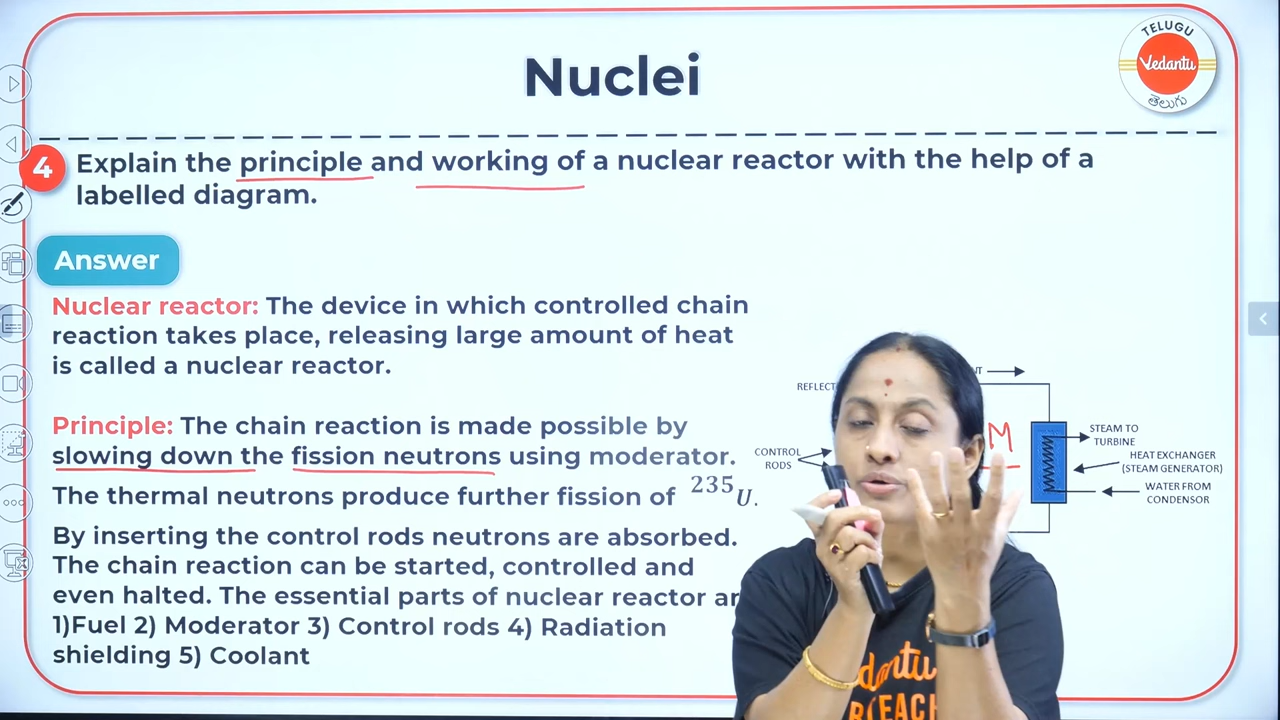 Nuclei
TELUGU
Vedantu
తెలుగు
4
Explain the principle and working of a nuclear reactor with the help of a
labelled diagram.
Answer
Nuclear reactor: The device in which controlled chain
reaction takes place, releasing large amount of heat
is called a nuclear reactor.
Principle: The chain reaction is made possible by
slowing down the fission neutrons using moderator.
The thermal neutrons produce further fission of ²³⁵U.
By inserting the control rods neutrons are absorbed.
The chain reaction can be started, controlled and
even halted. The essential parts of nuclear reactor
1)Fuel 2) Moderator 3) Control rods 4) Radiation
shielding 5) Coolant
CONTROL
RODS
M
STEAM TO
TURBINE
HEAT EXCHANGER
(STEAM GENERATOR)
WATER FROM
CONDENSOR